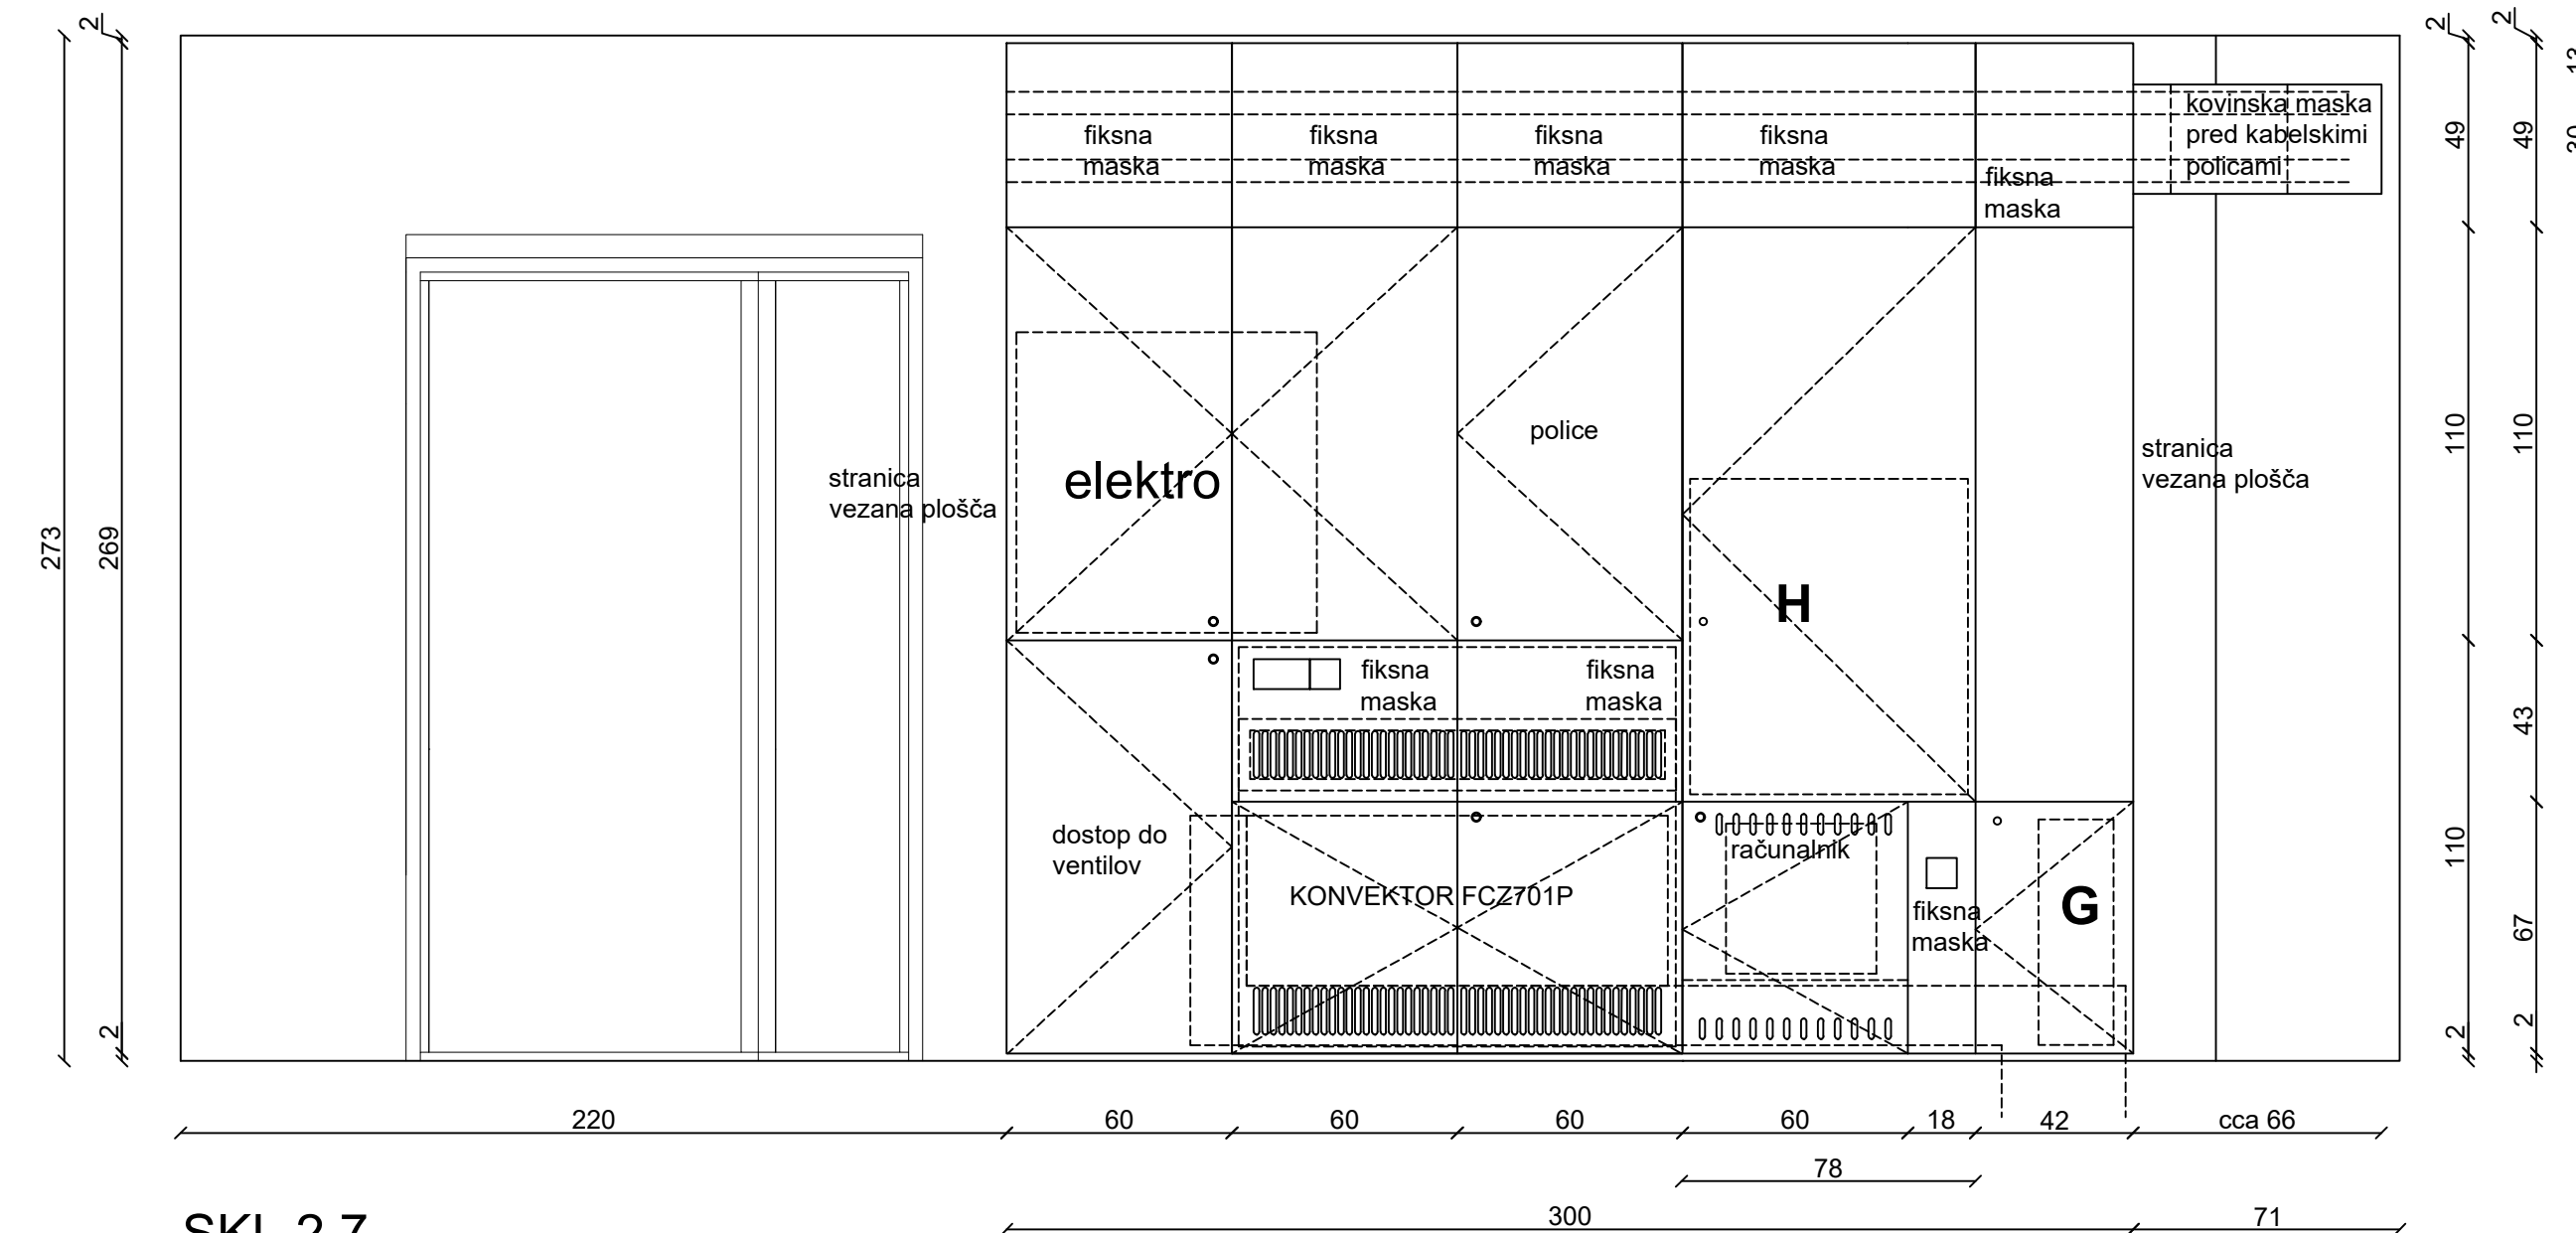 2
2
2
13
kovinska maska
pred kabelskimi
policami
fiksna
maska
fiksna
maska
fiksna
maska
fiksna
maska
49
49
30
fiksna
maska
police
110
110
stranica
vezana plošča
elektro
stranica
vezana plošča
273
269
H
fiksna
maska
fiksna
maska
43
dostop do
ventilov
računalnik
110
KONVEKTOR FCZ701P
fiksna
maska
G
67
2
2
2
220
60
60
60
60
18
42
cca 66
78
300
71
SKL 2.7